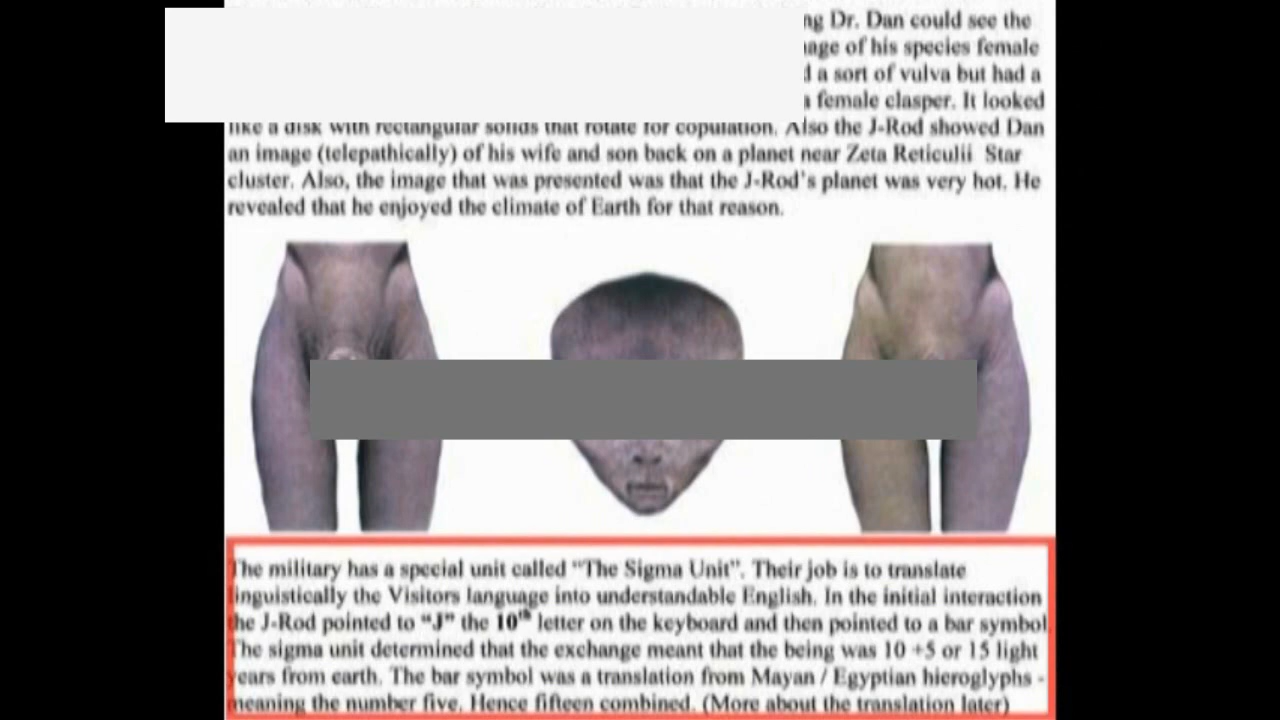 ng Dr. Dan could see the
age of his species female
d a sort of vulva but had a
a female clasper. It looked
like a disk with rectangular solids that rotate for copulation. Also the J-Rod showed Dan
an image (telepathically) of his wife and son back on a planet near Zeta Reticulii Star
cluster. Also, the image that was presented was that the J-Rod's planet was very hot. He
revealed that he enjoyed the climate of Earth for that reason.
The military has a special unit called “The Sigma Unit”. Their job is to translate
linguistically the Visitors language into understandable English. In the initial interaction
the J-Rod pointed to “J” the 10th letter on the keyboard and then pointed to a bar symbol.
The sigma unit determined that the exchange meant that the being was 10 +5 or 15 light
years from earth. The bar symbol was a translation from Mayan / Egyptian hieroglyphs -
meaning the number five. Hence fifteen combined. (More about the translation later)